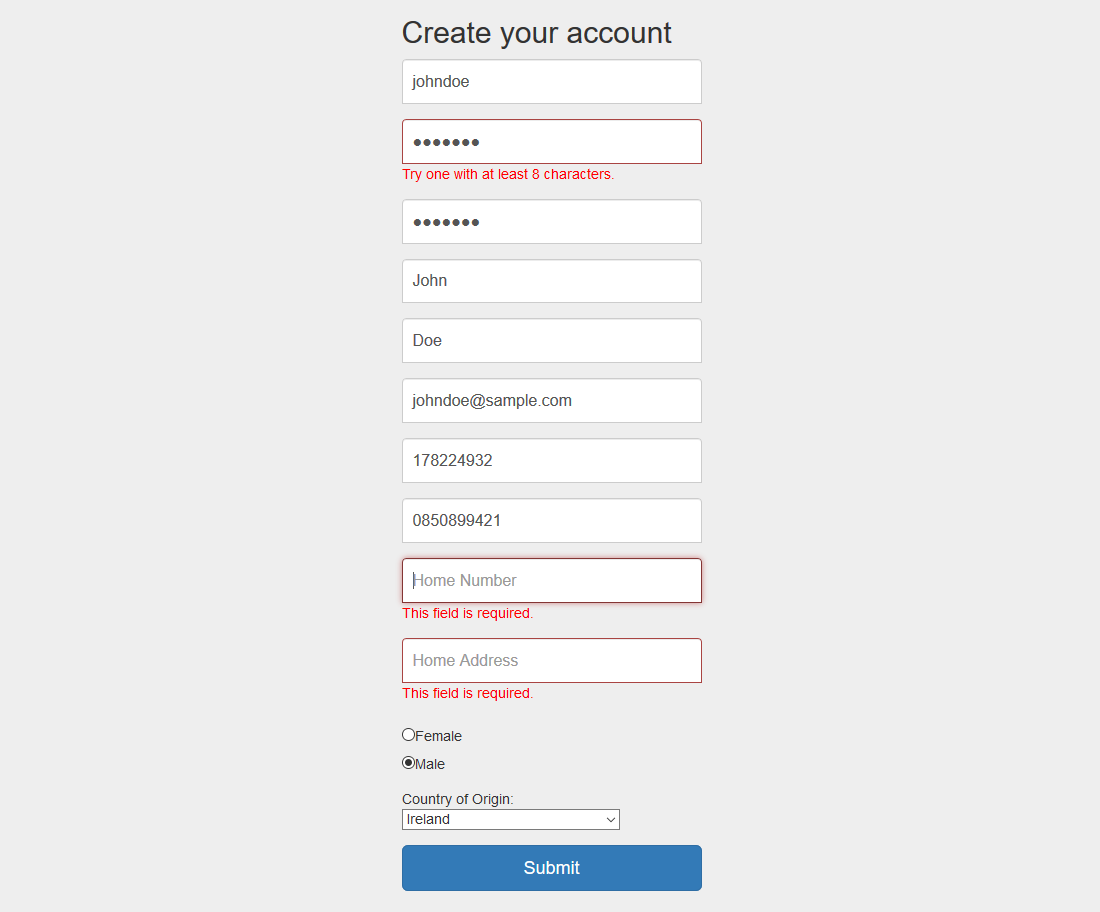 Create your account
johndoe
●●●●●●●
Try one with at least 8 characters.
●●●●●●●
John
Doe
johndoe@sample.com
178224932
0850899421
Home Number
This field is required.
Home Address
This field is required.
Female
Male
Country of Origin:
Ireland
Submit